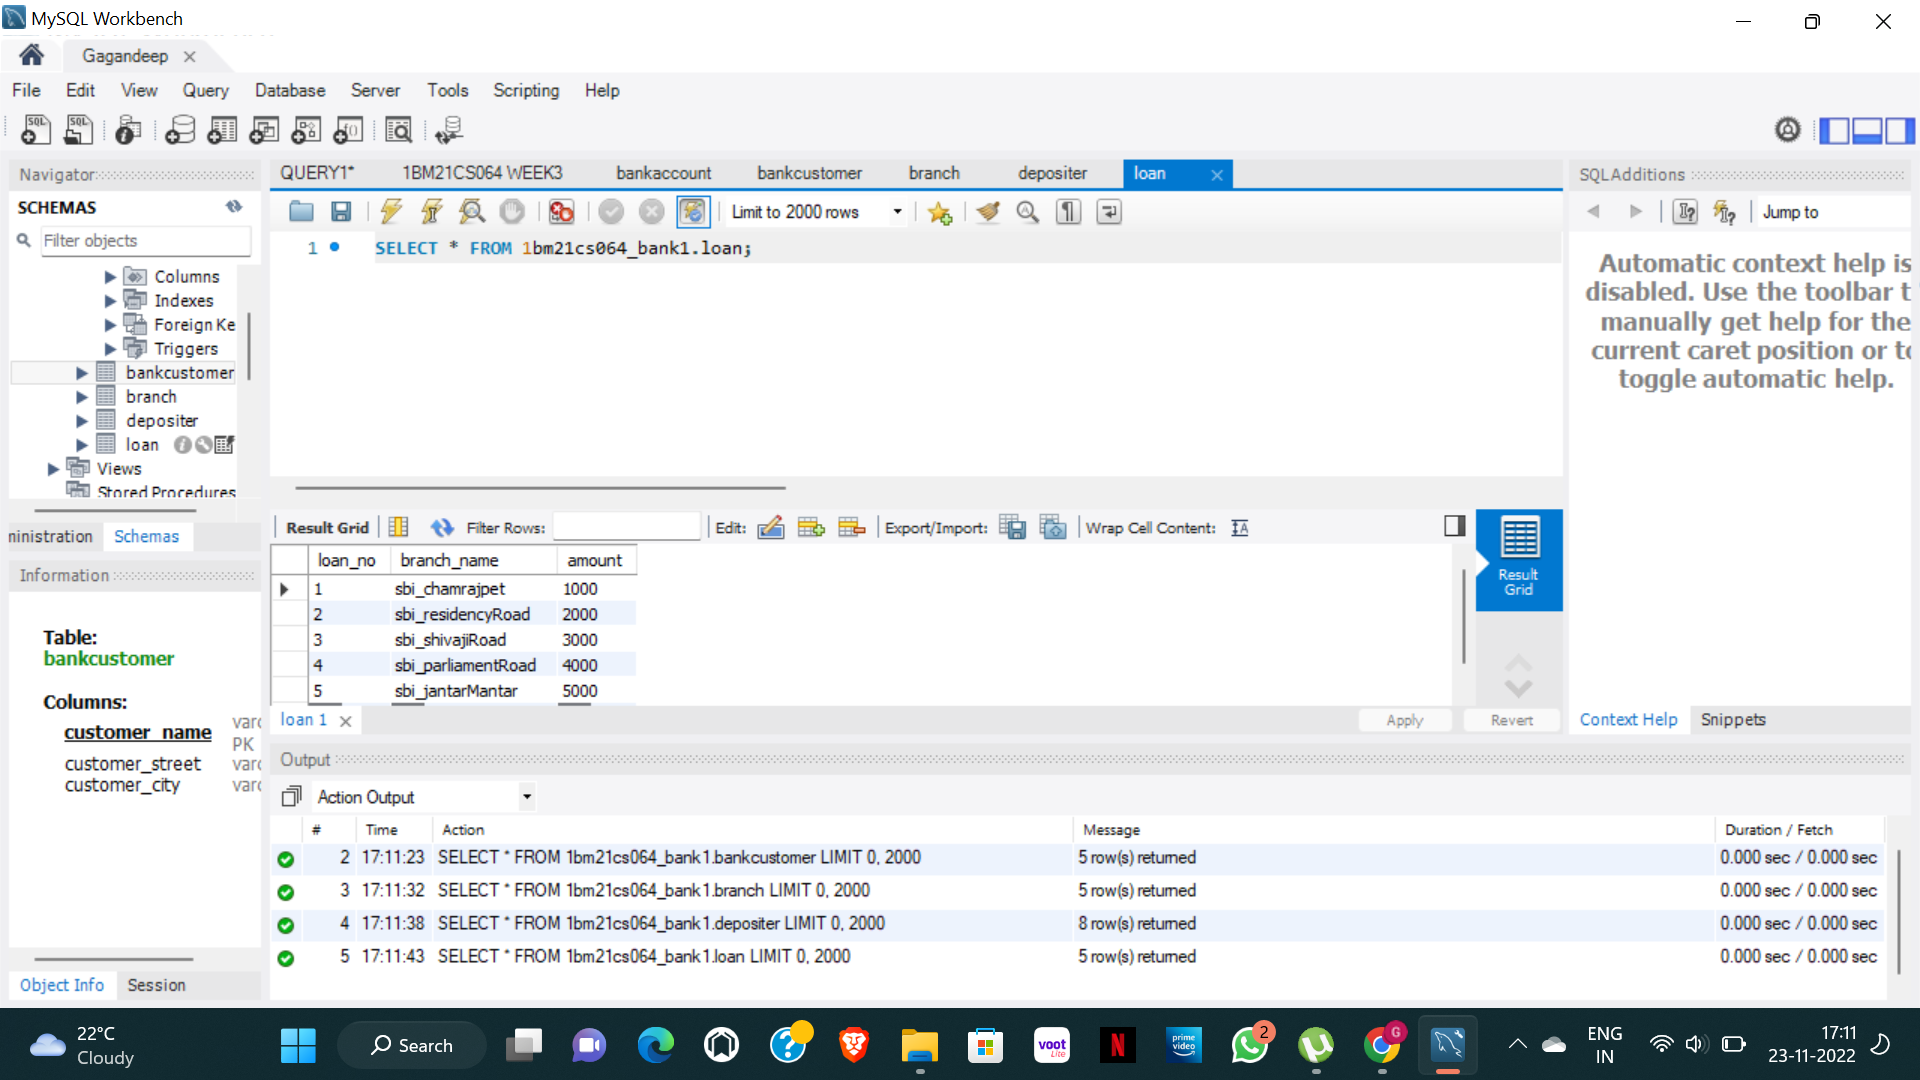 MySQL Workbench
Gagandeep
File Edit View Query Database Server Tools Scripting Help
Navigator
SCHEMAS
Filter objects
Columns
Indexes
Foreign Ke
Triggers
bankcustomer
branch
depositer
loan
Views
Stored Procedures
ministration Schemas
Information
Table:
bankcustomer
Columns:
customer_name varc
PK
customer_street varc
customer_city varc
Object Info Session
QUERY1* 1BM21CS064 WEEK3 bankaccount bankcustomer branch depositer loan
Limit to 2000 rows
1 SELECT * FROM 1bm21cs064_bank1.loan;
Result Grid Filter Rows: Edit: Export/Import: Wrap Cell Content:
loan_no branch_name amount
1 sbi_chamrajpet 1000
2 sbi_residencyRoad 2000
3 sbi_shivajiRoad 3000
4 sbi_parliamentRoad 4000
5 sbi_jantarMantar 5000
Result
Grid
loan 1 Apply Revert
SQLAdditions
Jump to
Automatic context help is
disabled. Use the toolbar t
manually get help for the
current caret position or to
toggle automatic help.
Context Help Snippets
Output
Action Output
# Time Action Message Duration / Fetch
2 17:11:23 SELECT * FROM 1bm21cs064_bank1.bankcustomer LIMIT 0, 2000 5 row(s) returned 0.000 sec / 0.000 sec
3 17:11:32 SELECT * FROM 1bm21cs064_bank1.branch LIMIT 0, 2000 5 row(s) returned 0.000 sec / 0.000 sec
4 17:11:38 SELECT * FROM 1bm21cs064_bank1.depositer LIMIT 0, 2000 8 row(s) returned 0.000 sec / 0.000 sec
5 17:11:43 SELECT * FROM 1bm21cs064_bank1.loan LIMIT 0, 2000 5 row(s) returned 0.000 sec / 0.000 sec
22°C
Cloudy
Search
voot
Lite
N
prime
video
2
G
ENG
IN
17:11
23-11-2022